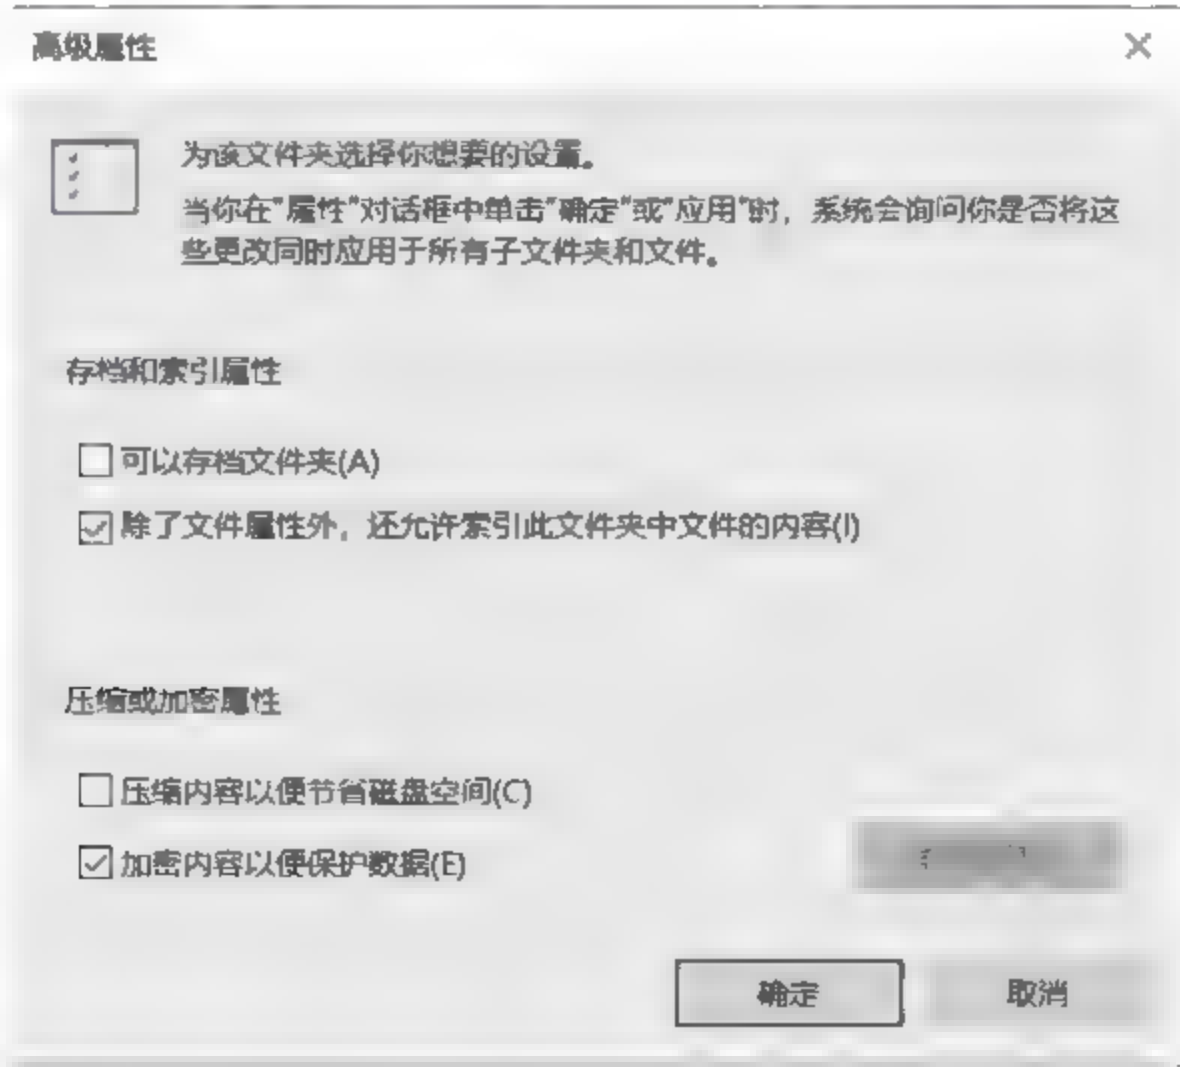 高级属性
为该文件夹选择你想要的设置。
当你在"属性"对话框中单击"确定"或"应用"时，系统会询问你是否将这
些更改同时应用于所有子文件夹和文件。
存档和索引属性
可以存档文件夹(A)
除了文件属性外，还允许索引此文件夹中文件的内容(I)
压缩或加密属性
压缩内容以便节省磁盘空间(C)
加密内容以便保护数据(E)
确定
取消